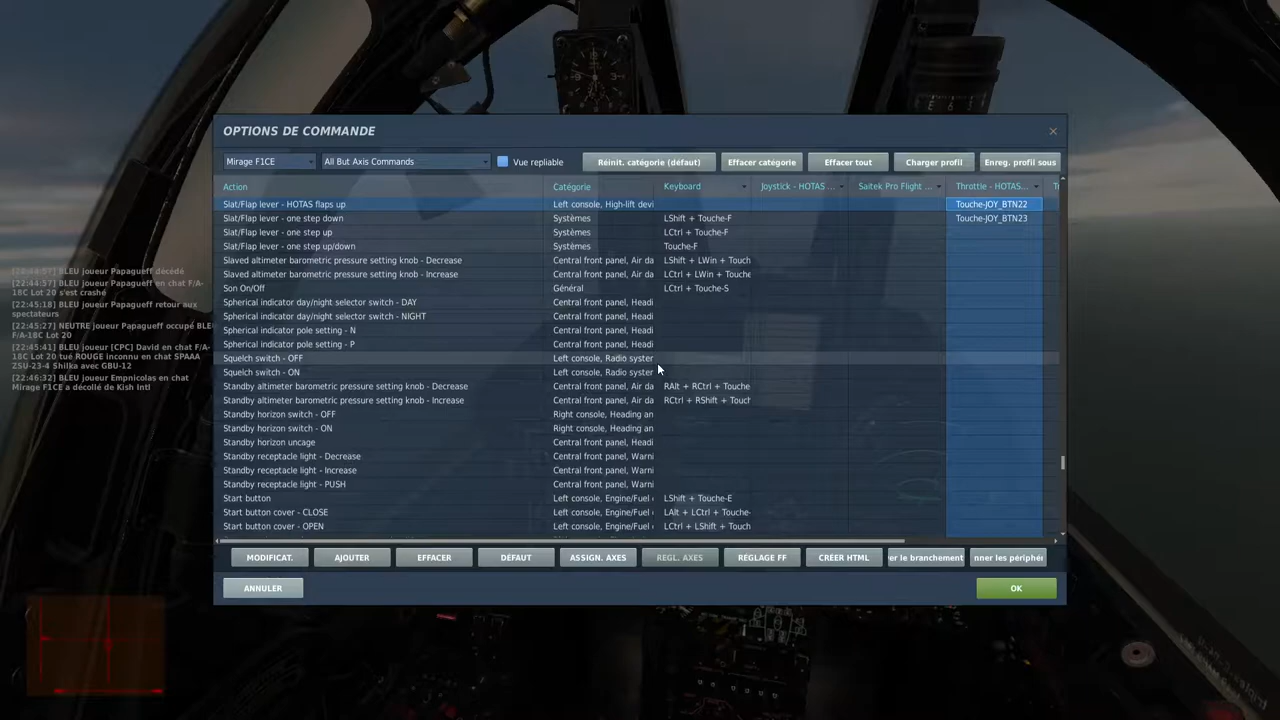 OPTIONS DE COMMANDE
Mirage F1CE All But Axis Commands Vue repliable Réinit. catégorie (défaut) Effacer catégorie Effacer tout Charger profil Enreg. profil sous
Action Catégorie Keyboard Joystick - HOTAS ... Saitek Pro Flight ... Throttle - HOTAS...
Slat/Flap lever - HOTAS flaps up Left console, High-lift devi Touche-JOY_BTN22
Slat/Flap lever - one step down Systèmes LShift + Touche-F Touche-JOY_BTN23
Slat/Flap lever - one step up Systèmes LCtrl + Touche-F
Slat/Flap lever - one step up/down Systèmes Touche-F
Slaved altimeter barometric pressure setting knob - Decrease Central front panel, Air da LShift + LWin + Touch
Slaved altimeter barometric pressure setting knob - Increase Central front panel, Air da LCtrl + LWin + Touche
Son On/Off Général LCtrl + Touche-S
Spherical indicator day/night selector switch - DAY Central front panel, Headi
Spherical indicator day/night selector switch - NIGHT Central front panel, Headi
Spherical indicator pole setting - N Central front panel, Headi
Spherical indicator pole setting - P Central front panel, Headi
Squelch switch - OFF Left console, Radio syster
Squelch switch - ON Left console, Radio syster
Standby altimeter barometric pressure setting knob - Decrease Central front panel, Air da RAlt + RCtrl + Touche
Standby altimeter barometric pressure setting knob - Increase Central front panel, Air da RCtrl + RShift + Touch
Standby horizon switch - OFF Right console, Heading an
Standby horizon switch - ON Right console, Heading an
Standby horizon uncage Central front panel, Headi
Standby receptacle light - Decrease Central front panel, Warni
Standby receptacle light - Increase Central front panel, Warni
Standby receptacle light - PUSH Central front panel, Warni
Start button Left console, Engine/Fuel LShift + Touche-E
Start button cover - CLOSE Left console, Engine/Fuel LAlt + LCtrl + Touche-
Start button cover - OPEN Left console, Engine/Fuel LCtrl + LShift + Touch
MODIFICAT. AJOUTER EFFACER DÉFAUT ASSIGN. AXES REGL. AXES RÉGLAGE FF CRÉER HTML er le branchement nner les périphé
ANNULER OK
[22:44:57] BLEU joueur Papagueff décédé
[22:44:57] BLEU joueur Papagueff en chat F/A-
18C Lot 20 s'est crashé
[22:45:18] BLEU joueur Papagueff retour aux
spectateurs
[22:45:27] NEUTRE joueur Papagueff occupé BLE
F/A-18C Lot 20
[22:45:41] BLEU joueur [CPC] David en chat F/A-
18C Lot 20 tué ROUGE inconnu en chat SPAAA
ZSU-23-4 Shilka avec GBU-12
[22:46:32] BLEU joueur Empnicolas en chat
Mirage F1CE a décollé de Kish Intl